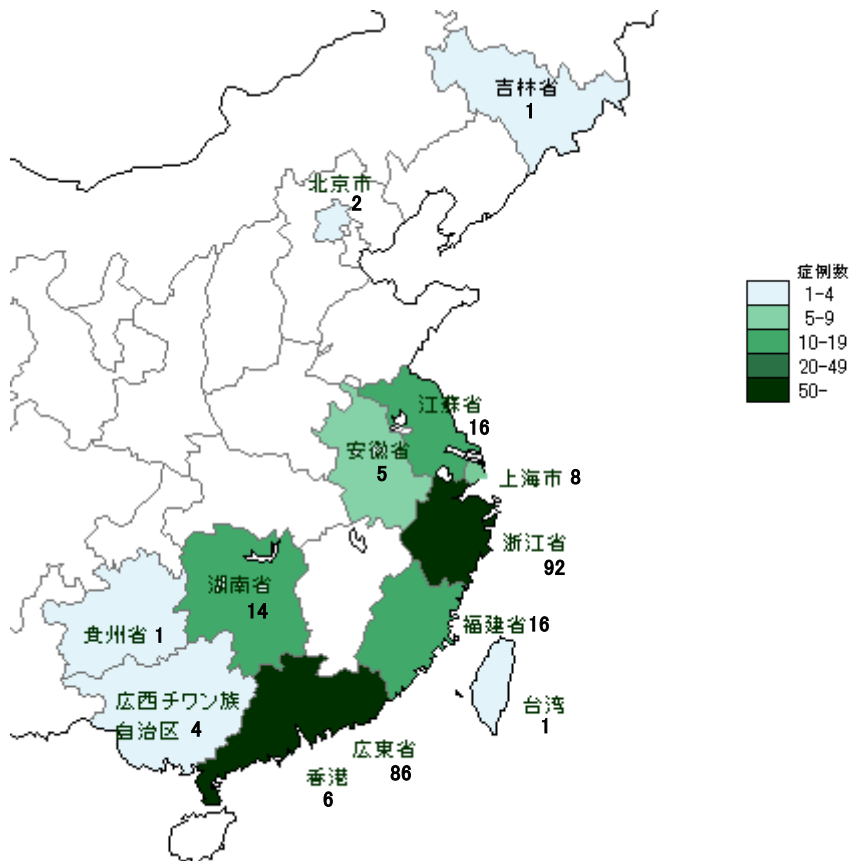 吉林省
1
北京市
2
症例数
1-4
5-9
10-19
20-49
50-
江蘇省
16
安徽省
5
上海市 8
浙江省
92
湖南省
14
福建省16
貴州省 1
広西チワン族
自治区 4
台湾
1
広東省
86
香港
6